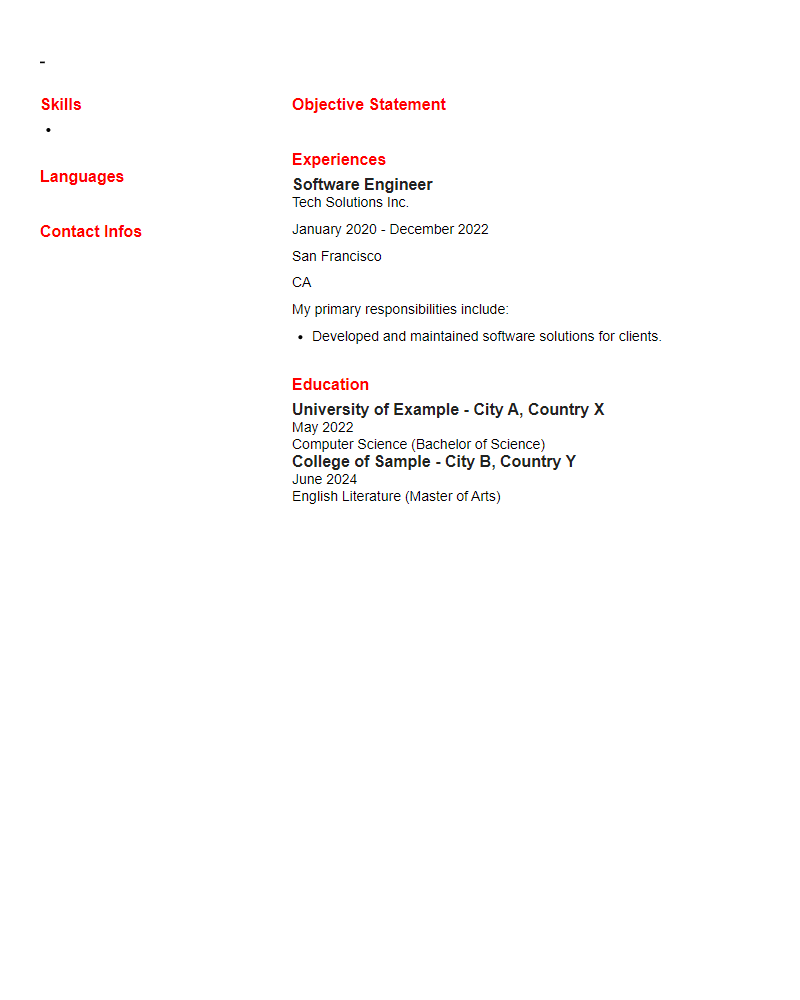 -
Skills
•
Languages
Contact Infos
Objective Statement
Experiences
Software Engineer
Tech Solutions Inc.
January 2020 - December 2022
San Francisco
CA
My primary responsibilities include:
• Developed and maintained software solutions for clients.
Education
University of Example - City A, Country X
May 2022
Computer Science (Bachelor of Science)
College of Sample - City B, Country Y
June 2024
English Literature (Master of Arts)